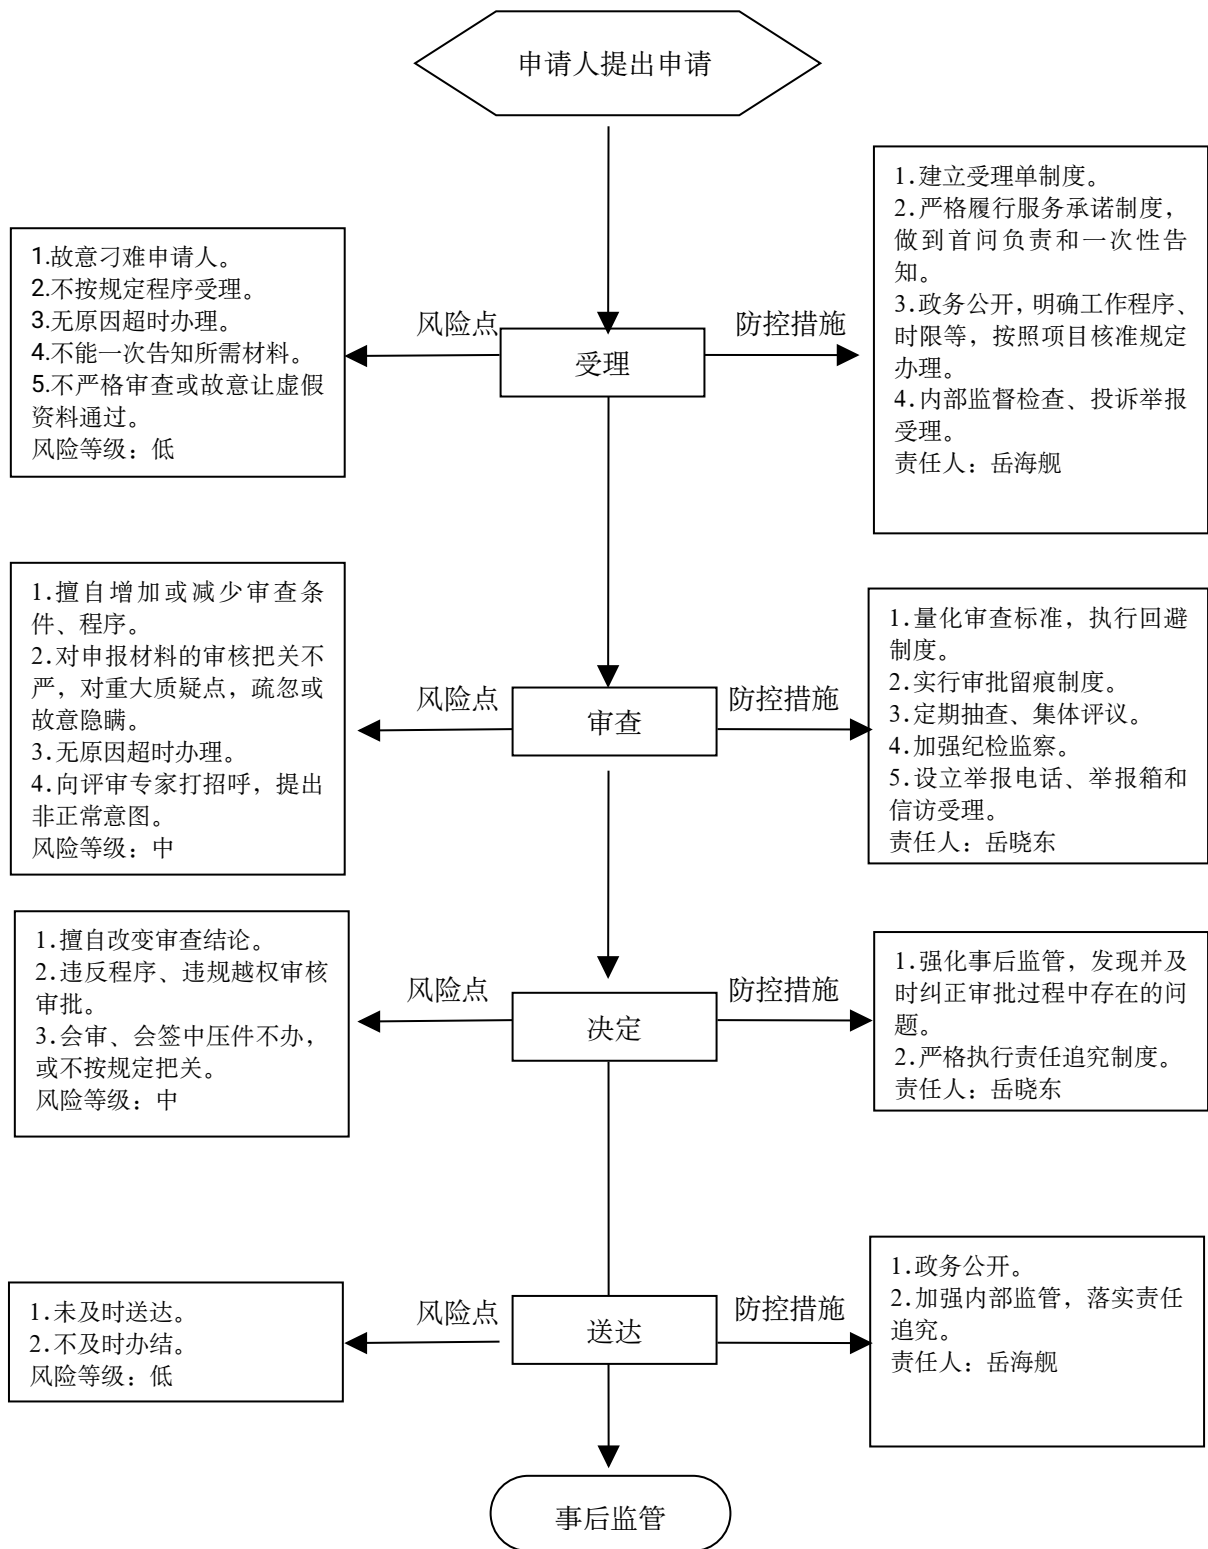 申请人提出申请
1.故意刁难申请人。
2.不按规定程序受理。
3.无原因超时办理。
4.不能一次告知所需材料。
5.不严格审查或故意让虚假
资料通过。
风险等级：低
风险点
受理
防控措施
1.建立受理单制度。
2.严格履行服务承诺制度，
做到首问负责和一次性告
知。
3.政务公开，明确工作程序、
时限等，按照项目核准规定
办理。
4.内部监督检查、投诉举报
受理。
责任人：岳海舰
1.擅自增加或减少审查条
件、程序。
2.对申报材料的审核把关不
严，对重大质疑点，疏忽或
故意隐瞒。
3.无原因超时办理。
4.向评审专家打招呼，提出
非正常意图。
风险等级：中
风险点
审查
防控措施
1.量化审查标准，执行回避
制度。
2.实行审批留痕制度。
3.定期抽查、集体评议。
4.加强纪检监察。
5.设立举报电话、举报箱和
信访受理。
责任人：岳晓东
1.擅自改变审查结论。
2.违反程序、违规越权审核
审批。
3.会审、会签中压件不办，
或不按规定把关。
风险等级：中
风险点
决定
防控措施
1.强化事后监管，发现并及
时纠正审批过程中存在的问
题。
2.严格执行责任追究制度。
责任人：岳晓东
1.未及时送达。
2.不及时办结。
风险等级：低
风险点
送达
防控措施
1.政务公开。
2.加强内部监管，落实责任
追究。
责任人：岳海舰
事后监管